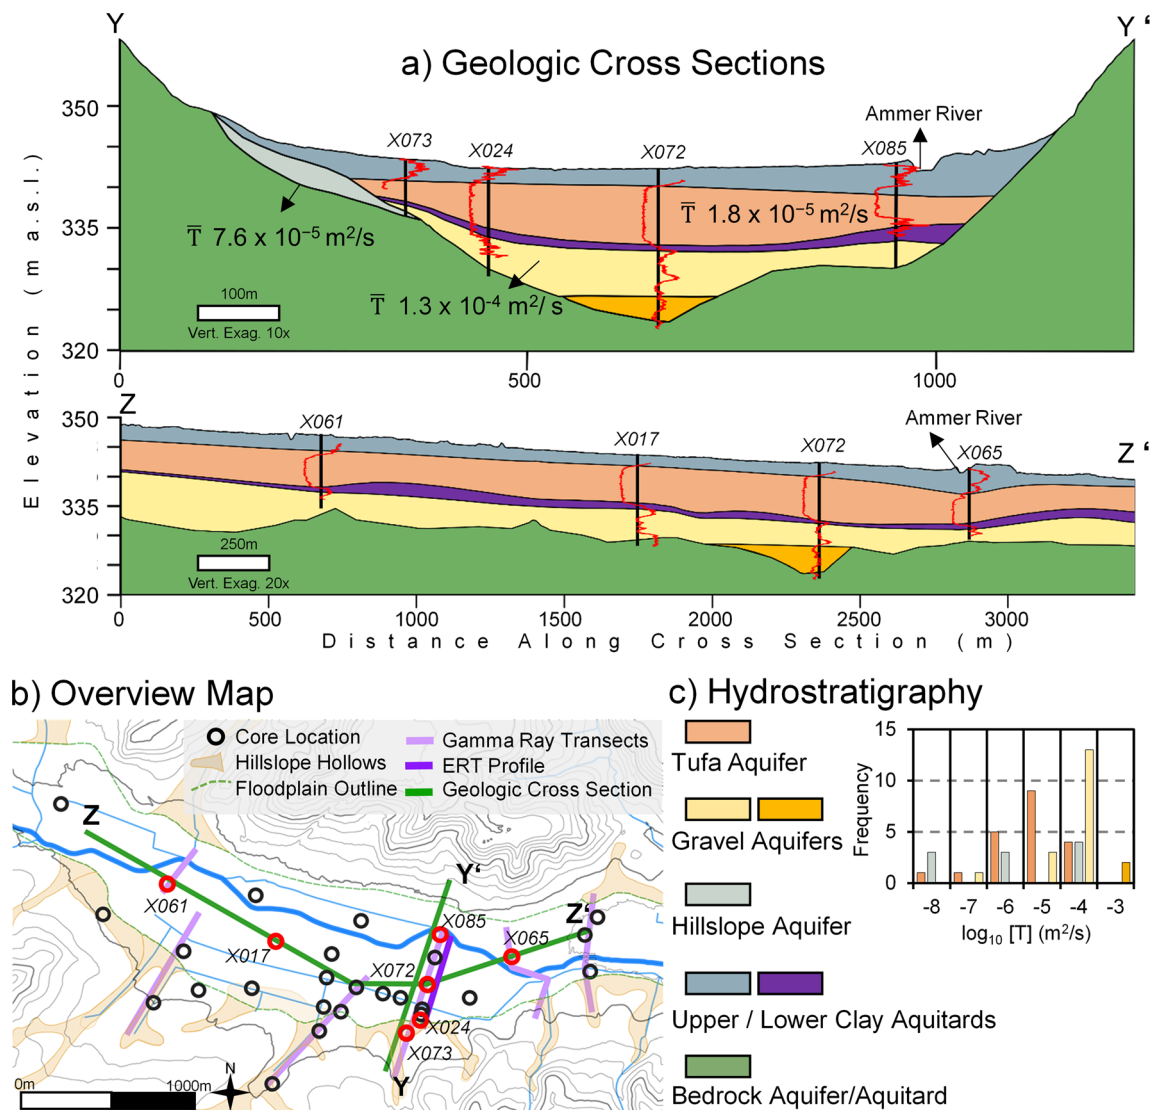 Y
Y ‘
a) Geologic Cross Sections
Elevation (m a.s.l.)
350
335
320
X073
X024
X072
X085
Ammer River
T̅ 7.6 x 10⁻⁵ m²/s
T̅ 1.8 x 10⁻⁵ m²/s
T̅ 1.3 x 10⁻⁴ m²/ s
100m
Vert. Exag. 10x
0
500
1000
Z
Z ‘
350
335
320
X061
X017
X072
Ammer River
X065
250m
Vert. Exag. 20x
0
500
1000
1500
2000
2500
3000
Distance Along Cross Section (m)
b) Overview Map
Core Location
Hillslope Hollows
Floodplain Outline
Gamma Ray Transects
ERT Profile
Geologic Cross Section
Z
Y‘
Z‘
X061
X085
X017
X065
X072
X024
X073
Y
N
0m
1000m
c) Hydrostratigraphy
Tufa Aquifer
Gravel Aquifers
Hillslope Aquifer
Upper / Lower Clay Aquitards
Bedrock Aquifer/Aquitard
Frequency
15
10
5
0
-8 -7 -6 -5 -4 -3
log₁₀ [T] (m²/s)